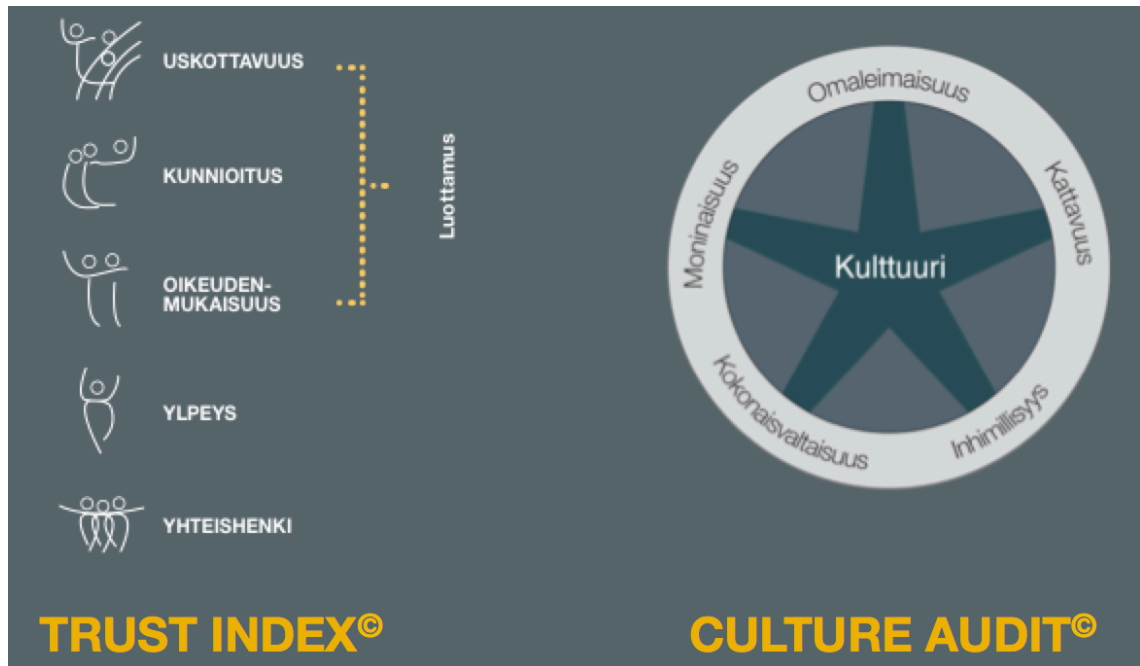 USKOTTAVUUS
KUNNIOITUS
OIKEUDEN-
MUKAISUUS
YLPEYS
YHTEISHENKI
Luottamus
TRUST INDEX©
Omaleimaisuus
Kattavuus
Inhimillisyys
Kokonaisvaltaisuus
Moninaisuus
Kulttuuri
CULTURE AUDIT©